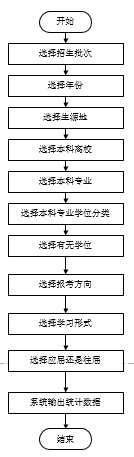 开始
选择招生批次
选择年份
选择生源地
选择本科高校
选择本科专业
选择本科专业学位分类
选择有无学位
选择报考方向
选择学习形式
选择应届还是往届
系统输出统计数据
结束